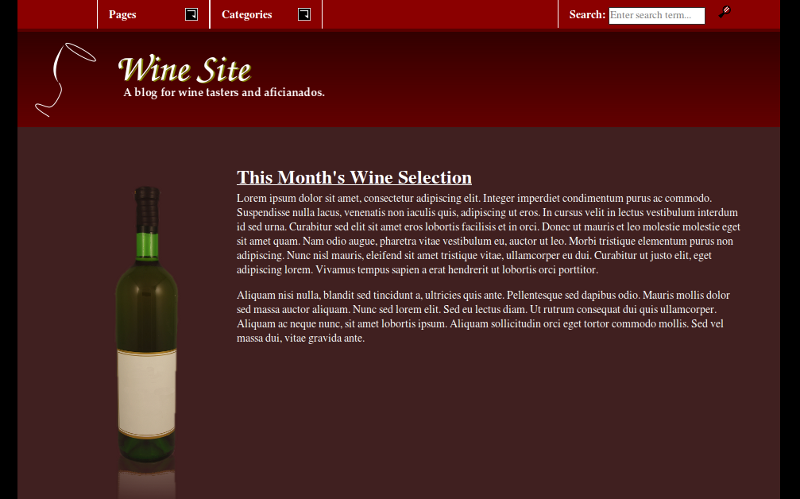 Pages
Categories
Search: Enter search term...
Wine Site
A blog for wine tasters and aficianados.
This Month's Wine Selection
Lorem ipsum dolor sit amet, consectetur adipiscing elit. Integer imperdiet condimentum purus ac commodo.
Suspendisse nulla lacus, venenatis non iaculis quis, adipiscing ut eros. In cursus velit in lectus vestibulum interdum
id sed urna. Curabitur sed elit sit amet eros lobortis facilisis et in orci. Donec ut mauris et leo molestie molestie eget
sit amet quam. Nam odio augue, pharetra vitae vestibulum eu, auctor ut leo. Morbi tristique elementum purus non
adipiscing. Nunc nisl mauris, eleifend sit amet tristique vitae, ullamcorper eu dui. Curabitur ut justo elit, eget
adipiscing lorem. Vivamus tempus sapien a erat hendrerit ut lobortis orci porttitor.
Aliquam nisi nulla, blandit sed tincidunt a, ultricies quis ante. Pellentesque sed dapibus odio. Mauris mollis dolor
sed massa auctor aliquam. Nunc sed lorem elit. Sed eu lectus diam. Ut rutrum consequat dui quis ullamcorper.
Aliquam ac neque nunc, sit amet lobortis ipsum. Aliquam sollicitudin orci eget tortor commodo mollis. Sed vel
massa dui, vitae gravida ante.